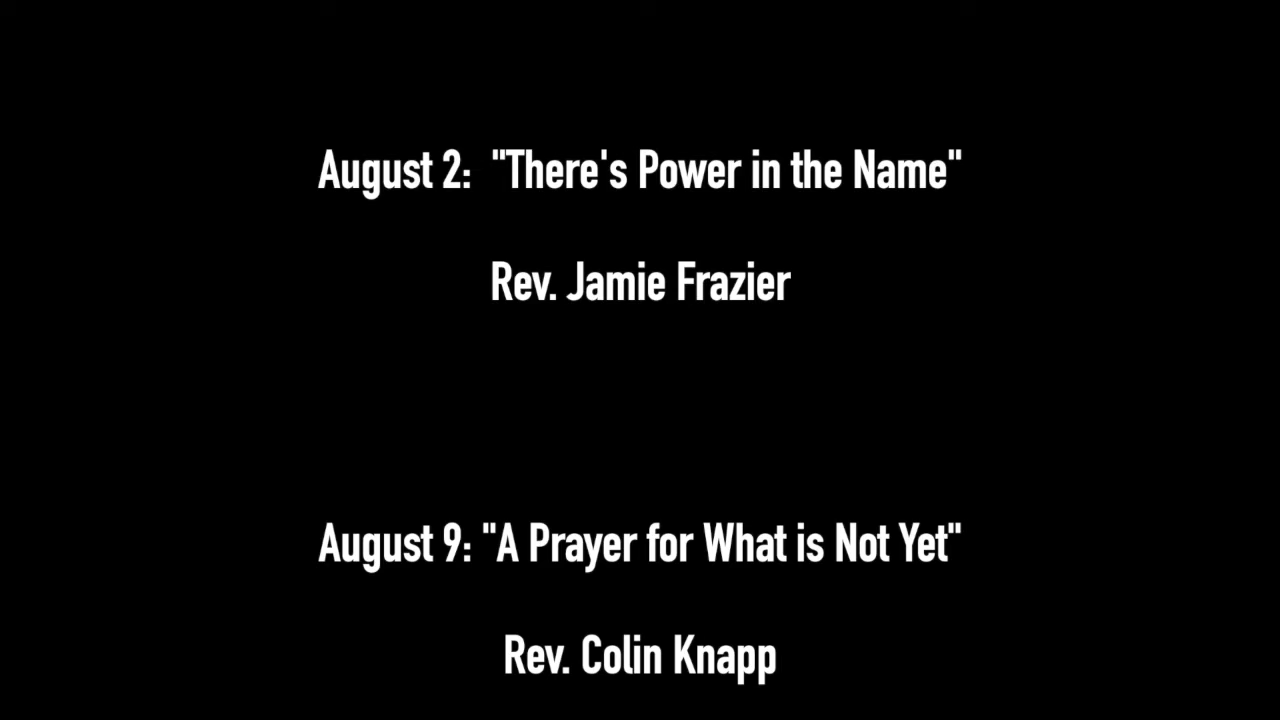 August 2:  "There's Power in the Name"
Rev. Jamie Frazier
August 9: "A Prayer for What is Not Yet"
Rev. Colin Knapp